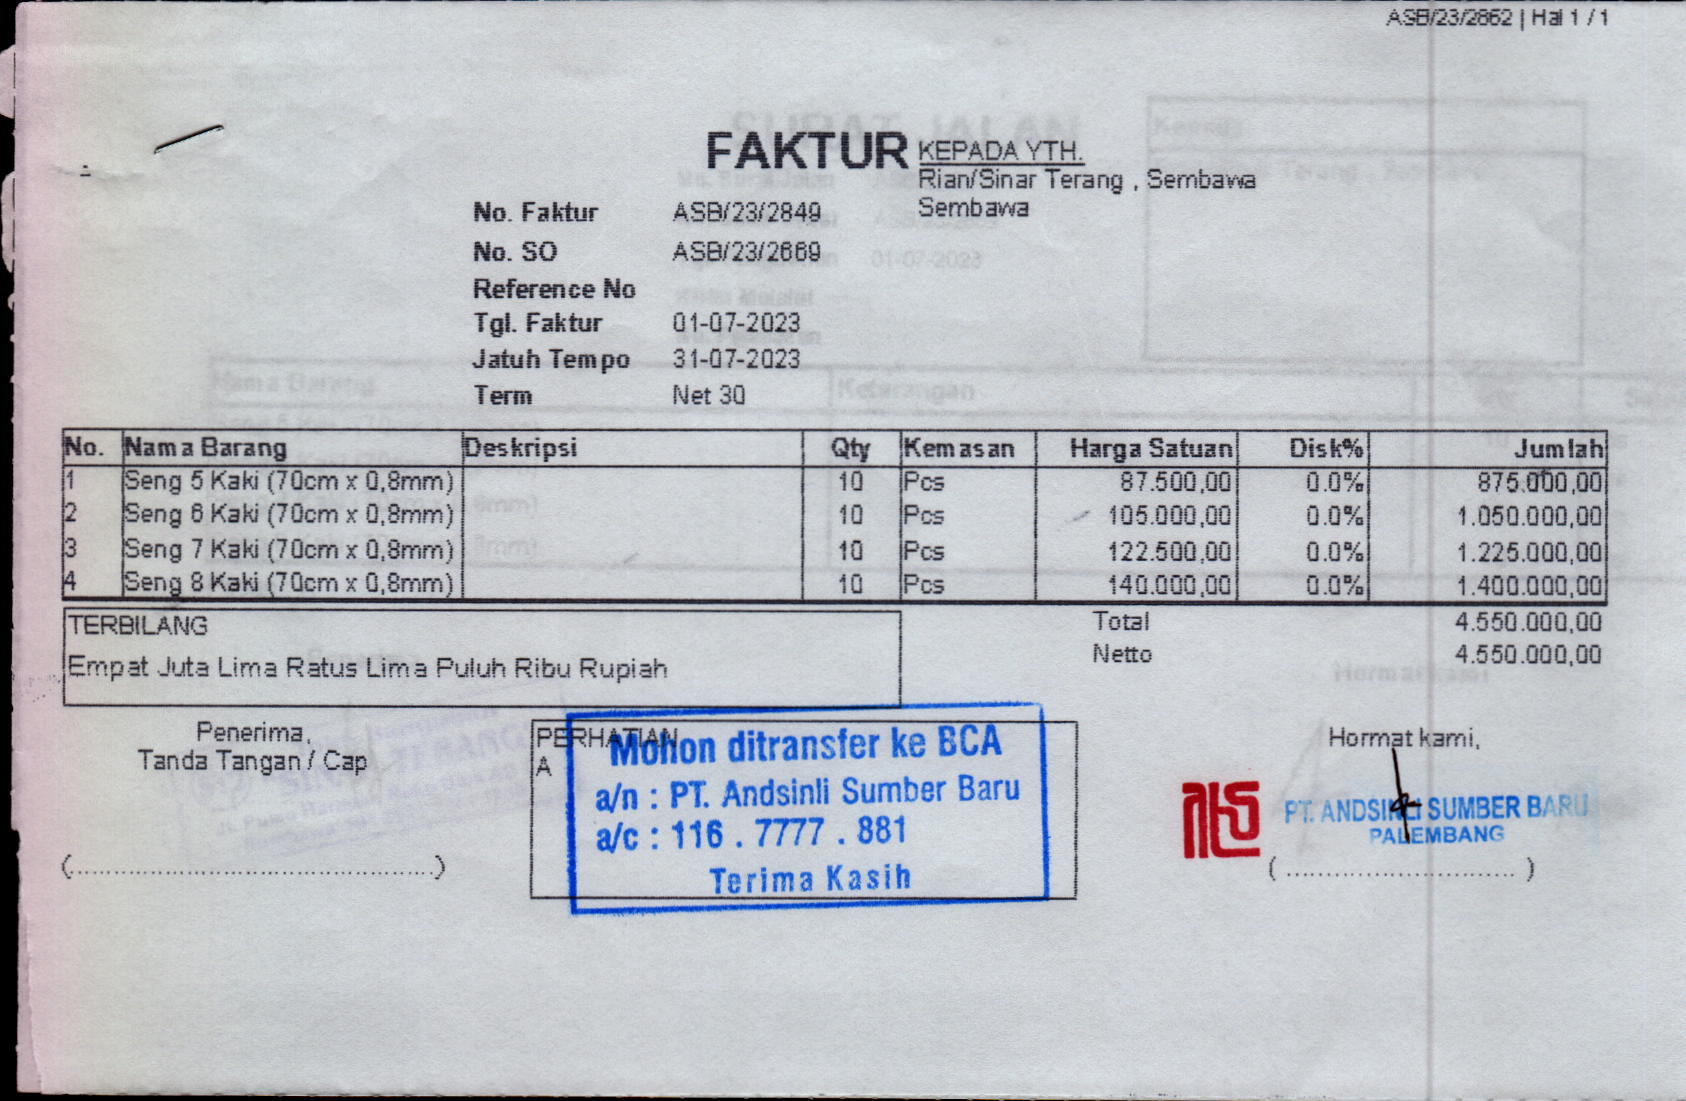 ASB/23/2862 | Hal 1 / 1
FAKTUR
KEPADA YTH.
Rian/Sinar Terang , Sembawa
Sembawa
No. Faktur ASB/23/2849
No. SO ASB/23/2669
Reference No
Tgl. Faktur 01-07-2023
Jatuh Tempo 31-07-2023
Term Net 30
No. Nama Barang Deskripsi Qty Kemasan Harga Satuan Disk% Jumlah
1 Seng 5 Kaki (70cm x 0,8mm) 10 Pcs 87.500,00 0.0% 875.000,00
2 Seng 6 Kaki (70cm x 0,8mm) 10 Pcs 105.000,00 0.0% 1.050.000,00
3 Seng 7 Kaki (70cm x 0,8mm) 10 Pcs 122.500,00 0.0% 1.225.000,00
4 Seng 8 Kaki (70cm x 0,8mm) 10 Pcs 140.000,00 0.0% 1.400.000,00
TERBILANG
Empat Juta Lima Ratus Lima Puluh Ribu Rupiah
Total 4.550.000,00
Netto 4.550.000,00
Penerima,
Tanda Tangan / Cap
(..............................................)
PERHATIAN
A
Mohon ditransfer ke BCA
a/n : PT. Andsinli Sumber Baru
a/c : 116 . 7777 . 881
Terima Kasih
Hormat kami,
PT. ANDSINLI SUMBER BARU
PALEMBANG
( ............................. )